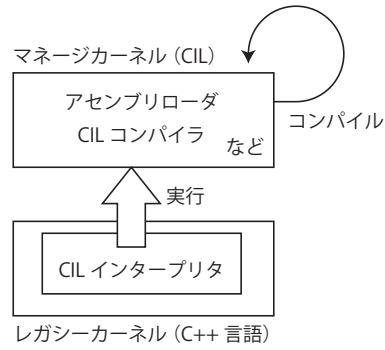 マネージカーネル（CIL）
アセンブリローダ
CIL コンパイラ
など
コンパイル
実行
CIL インタープリタ
レガシーカーネル（C++ 言語）